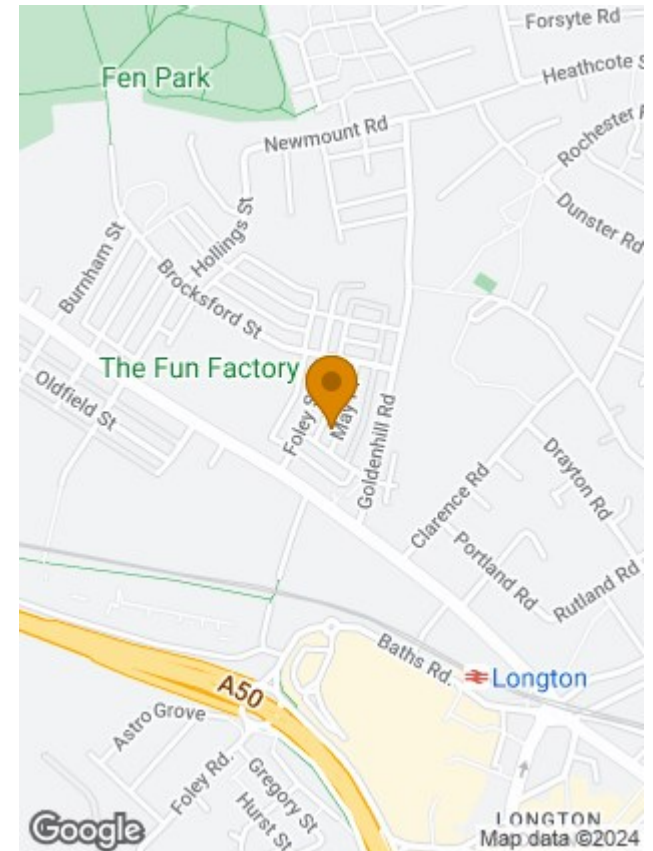 Forsyte Rd
Fen Park
Heathcote S
Newmount Rd
Rochester A
Dunster Rd
Hollings St
Burnham St
Brocksford St
The Fun Factory
Oldfield St
Foley S
May
Goldenhill Rd
Drayton Rd
Clarence Rd
Portland Rd
Rutland Rd
Baths Rd.
Longton
A50
Astro Grove
Foley Rd.
Gregory St
Hurst St
LONGTON
Google
Map data ©2024